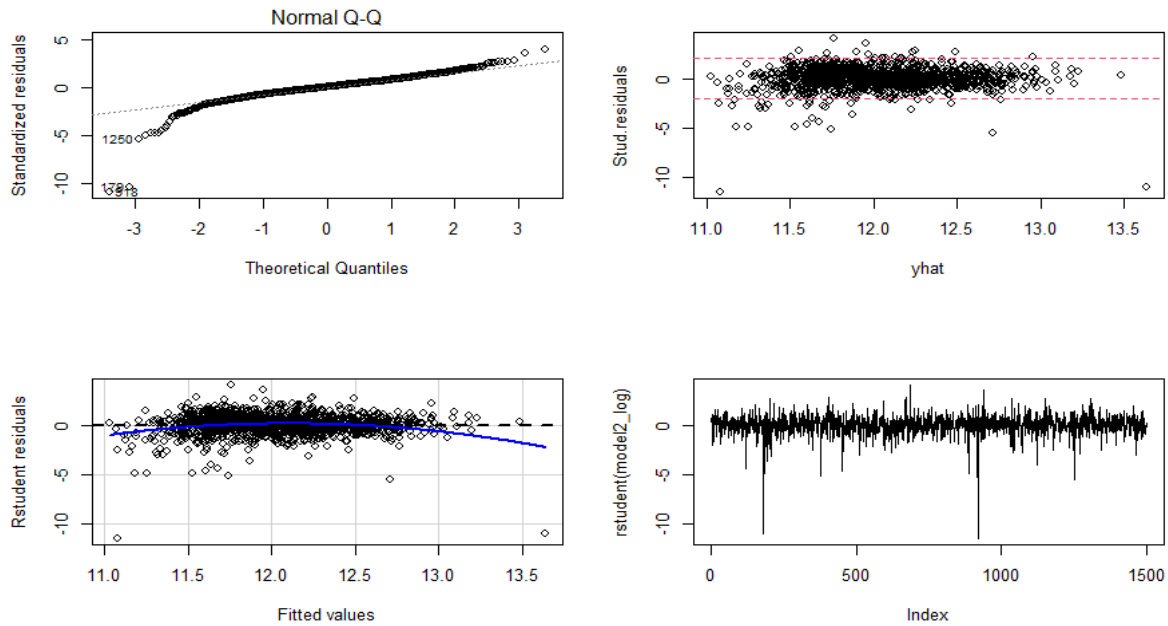 Normal Q-Q
Standardized residuals
5
0
-5
-10
1250
918
-3 -2 -1 0 1 2 3
Theoretical Quantiles
Stud.residuals
0
-5
-10
11.0 11.5 12.0 12.5 13.0 13.5
yhat
Rstudent residuals
0
-5
-10
11.0 11.5 12.0 12.5 13.0 13.5
Fitted values
rstudent(model2_log)
0
-5
-10
0 500 1000 1500
Index